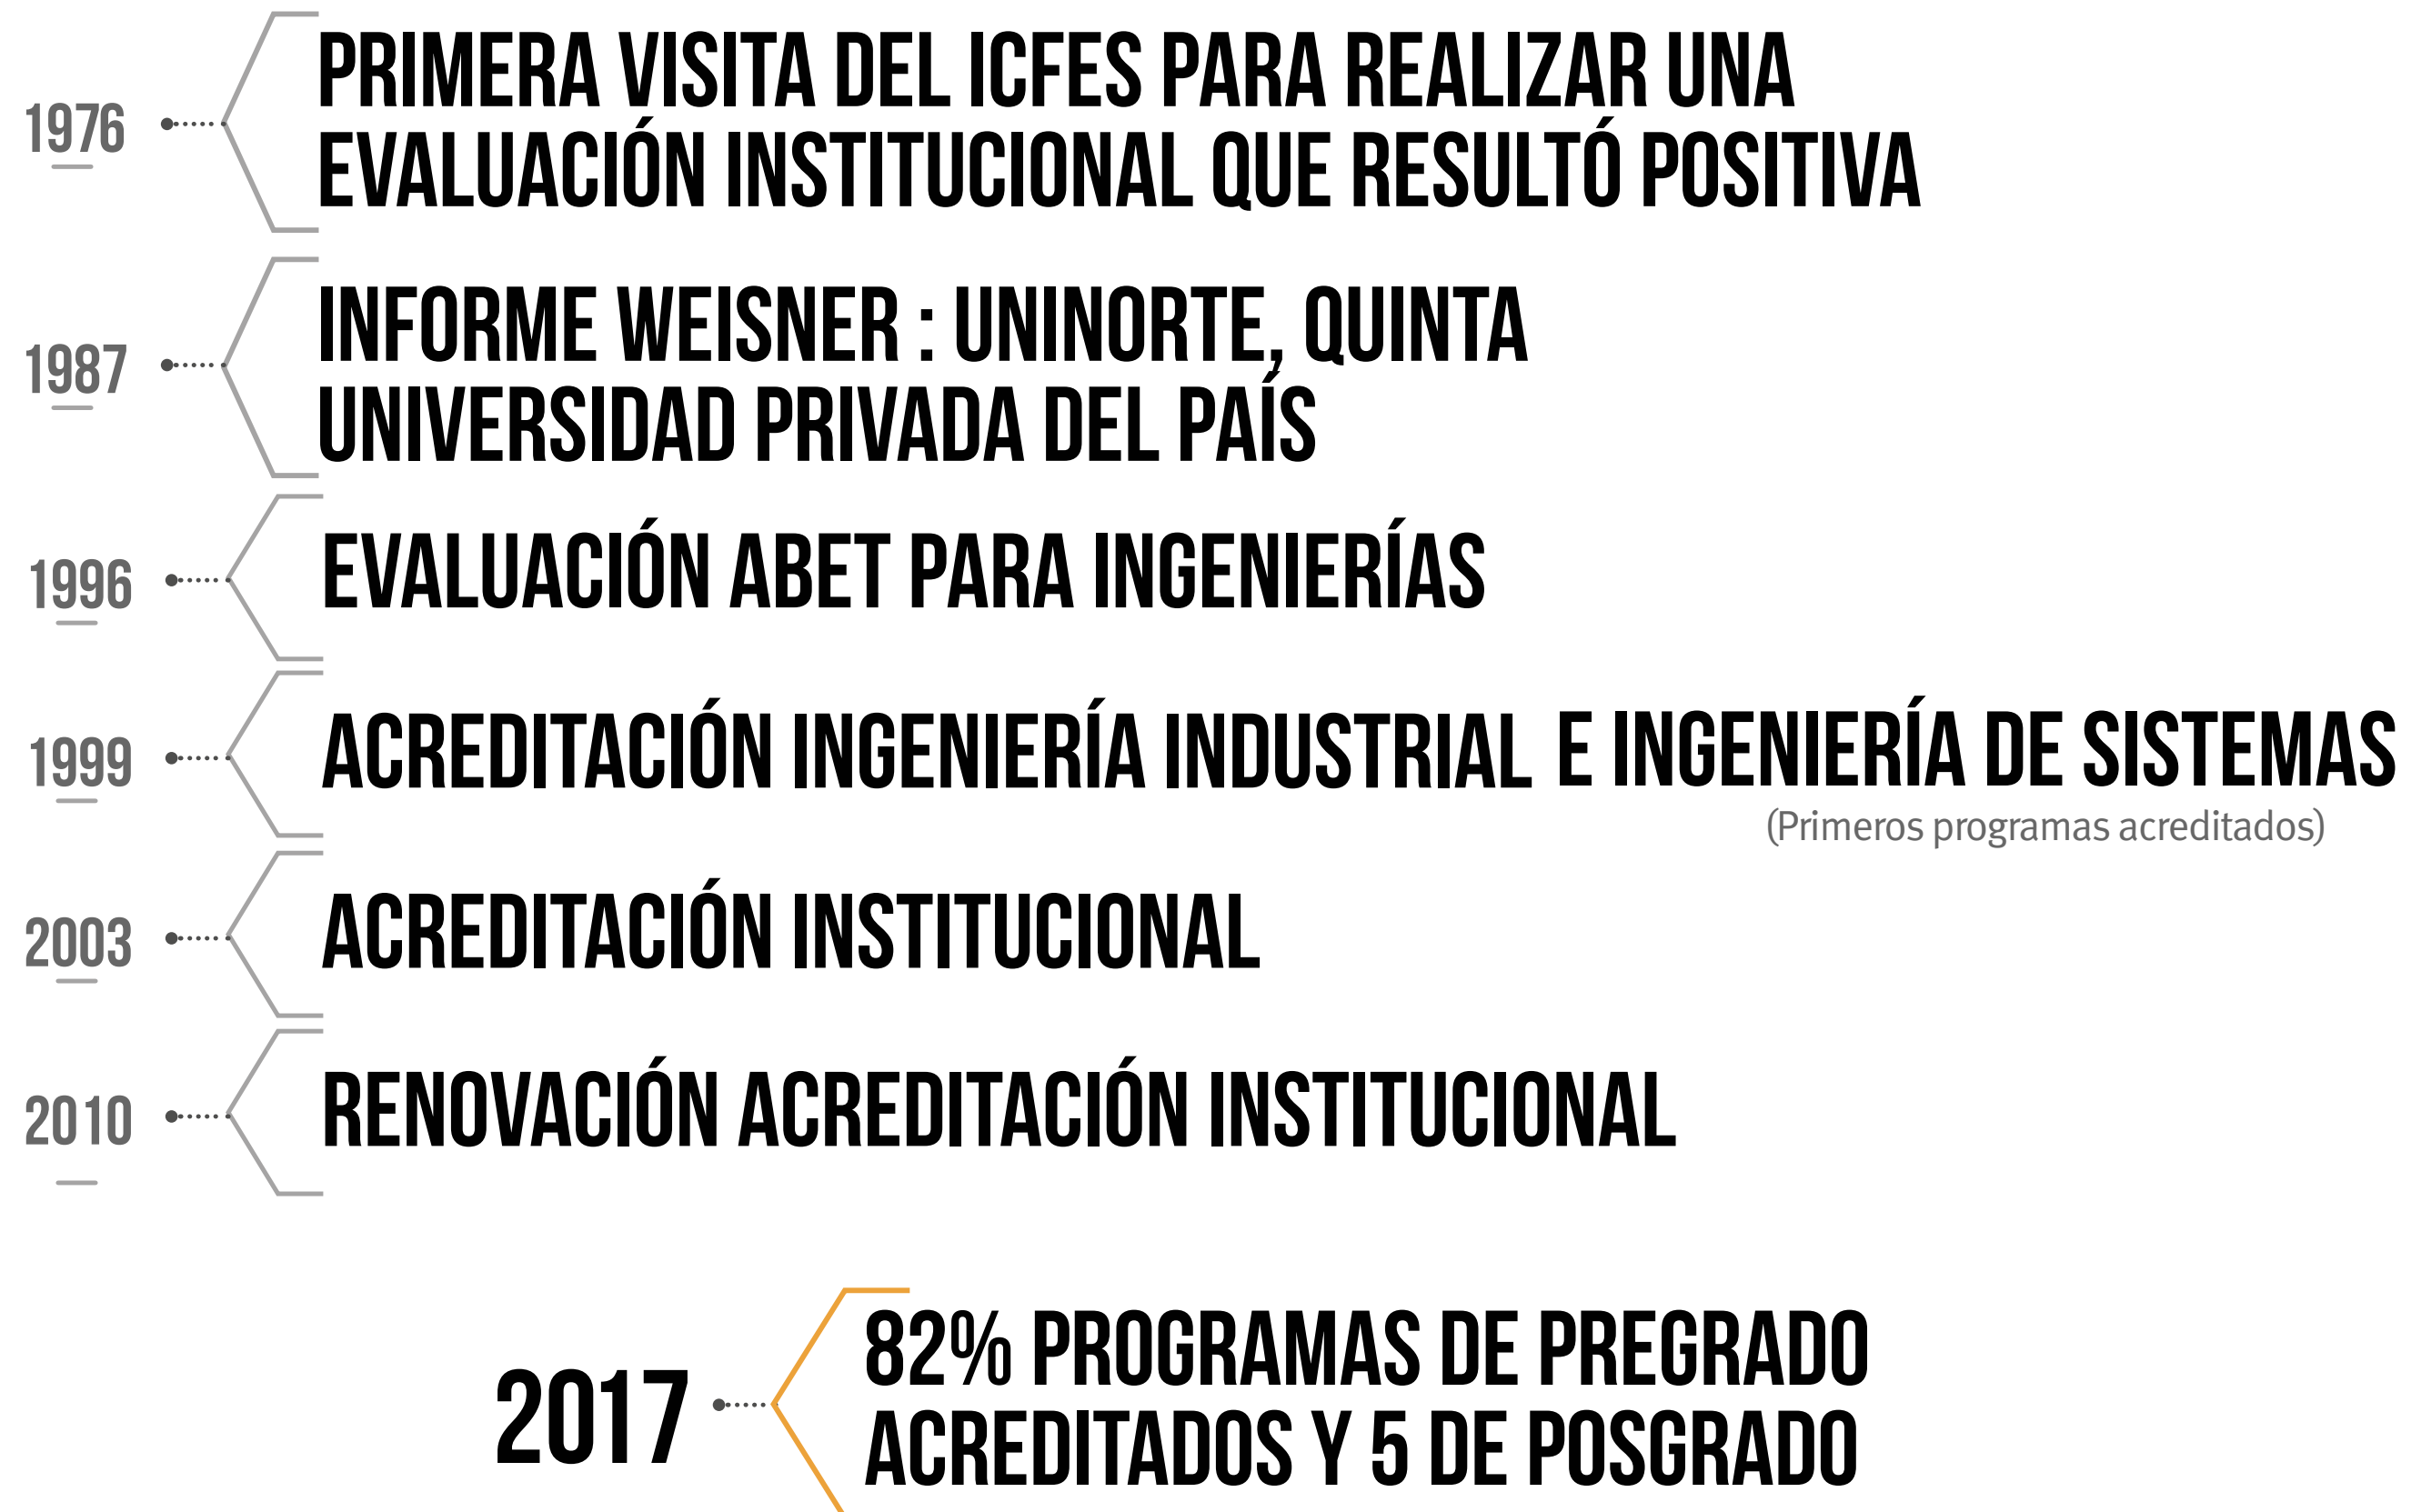 1976
PRIMERA VISITA DEL ICFES PARA REALIZAR UNA
EVALUACIÓN INSTITUCIONAL QUE RESULTÓ POSITIVA
1987
INFORME WEISNER : UNINORTE, QUINTA
UNIVERSIDAD PRIVADA DEL PAÍS
1996
EVALUACIÓN ABET PARA INGENIERÍAS
1999
ACREDITACIÓN INGENIERÍA INDUSTRIAL E INGENIERÍA DE SISTEMAS
(Primeros programas acreditados)
2003
ACREDITACIÓN INSTITUCIONAL
2010
RENOVACIÓN ACREDITACIÓN INSTITUCIONAL
2017
82% PROGRAMAS DE PREGRADO
ACREDITADOS Y 5 DE POSGRADO